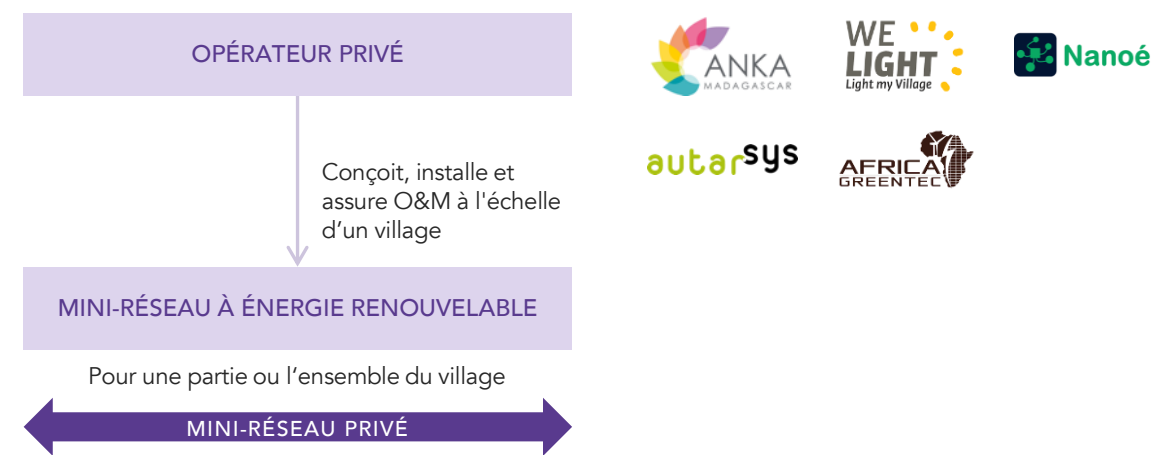 OPÉRATEUR PRIVÉ
Conçoit, installe et
assure O&M à l'échelle
d’un village
MINI-RÉSEAU À ÉNERGIE RENOUVELABLE
Pour une partie ou l’ensemble du village
MINI-RÉSEAU PRIVÉ
ANKA
MADAGASCAR
WE
LIGHT
Light my Village
Nanoé
autarsys
AFRICA
GREENTEC